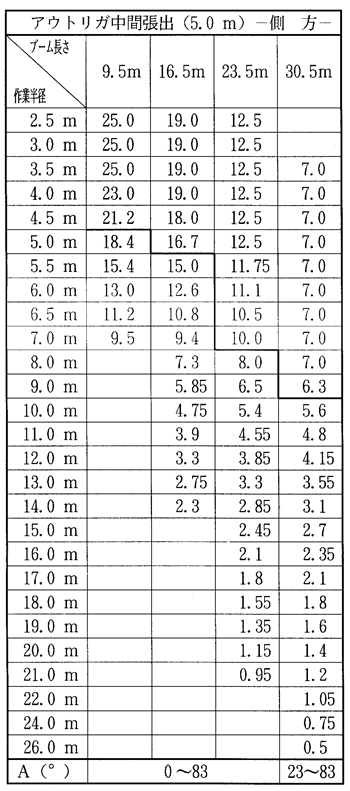 アウトリガ中間張出(5.0 m)－側 方－
ブーム長さ
作業半径
9.5m 16.5m 23.5m 30.5m
2.5 m 25.0 19.0 12.5
3.0 m 25.0 19.0 12.5
3.5 m 25.0 19.0 12.5 7.0
4.0 m 23.0 19.0 12.5 7.0
4.5 m 21.2 18.0 12.5 7.0
5.0 m 18.4 16.7 12.5 7.0
5.5 m 15.4 15.0 11.75 7.0
6.0 m 13.0 12.6 11.1 7.0
6.5 m 11.2 10.8 10.5 7.0
7.0 m 9.5 9.4 10.0 7.0
8.0 m 7.3 8.0 7.0
9.0 m 5.85 6.5 6.3
10.0 m 4.75 5.4 5.6
11.0 m 3.9 4.55 4.8
12.0 m 3.3 3.85 4.15
13.0 m 2.75 3.3 3.55
14.0 m 2.3 2.85 3.1
15.0 m 2.45 2.7
16.0 m 2.1 2.35
17.0 m 1.8 2.1
18.0 m 1.55 1.8
19.0 m 1.35 1.6
20.0 m 1.15 1.4
21.0 m 0.95 1.2
22.0 m 1.05
24.0 m 0.75
26.0 m 0.5
A (°) 0～83 23～83